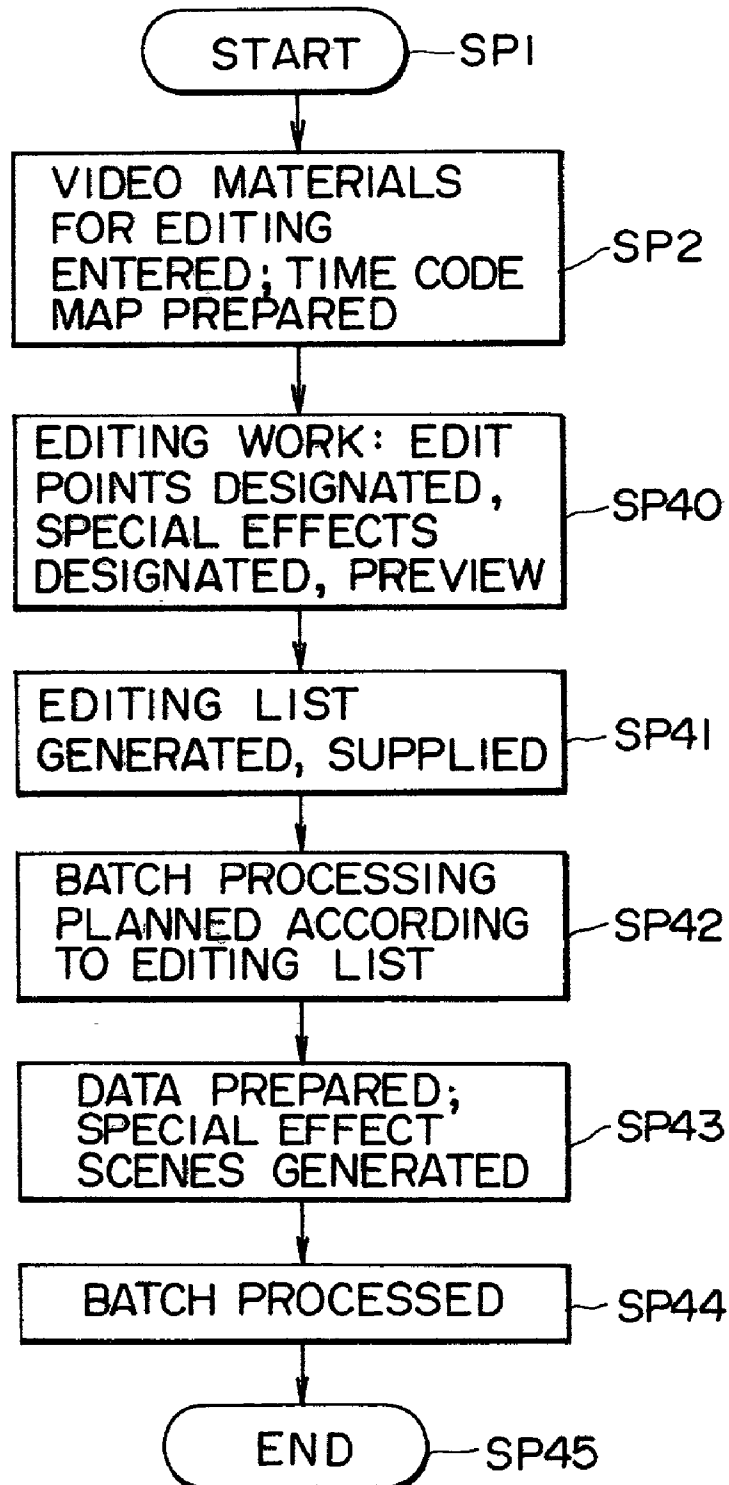 START
SP1
VIDEO MATERIALS
FOR EDITING
ENTERED; TIME CODE
MAP PREPARED
SP2
EDITING WORK: EDIT
POINTS DESIGNATED,
SPECIAL EFFECTS
DESIGNATED, PREVIEW
SP40
EDITING LIST
GENERATED, SUPPLIED
SP41
BATCH PROCESSING
PLANNED ACCORDING
TO EDITING LIST
SP42
DATA PREPARED;
SPECIAL EFFECT
SCENES GENERATED
SP43
BATCH PROCESSED
SP44
END
SP45